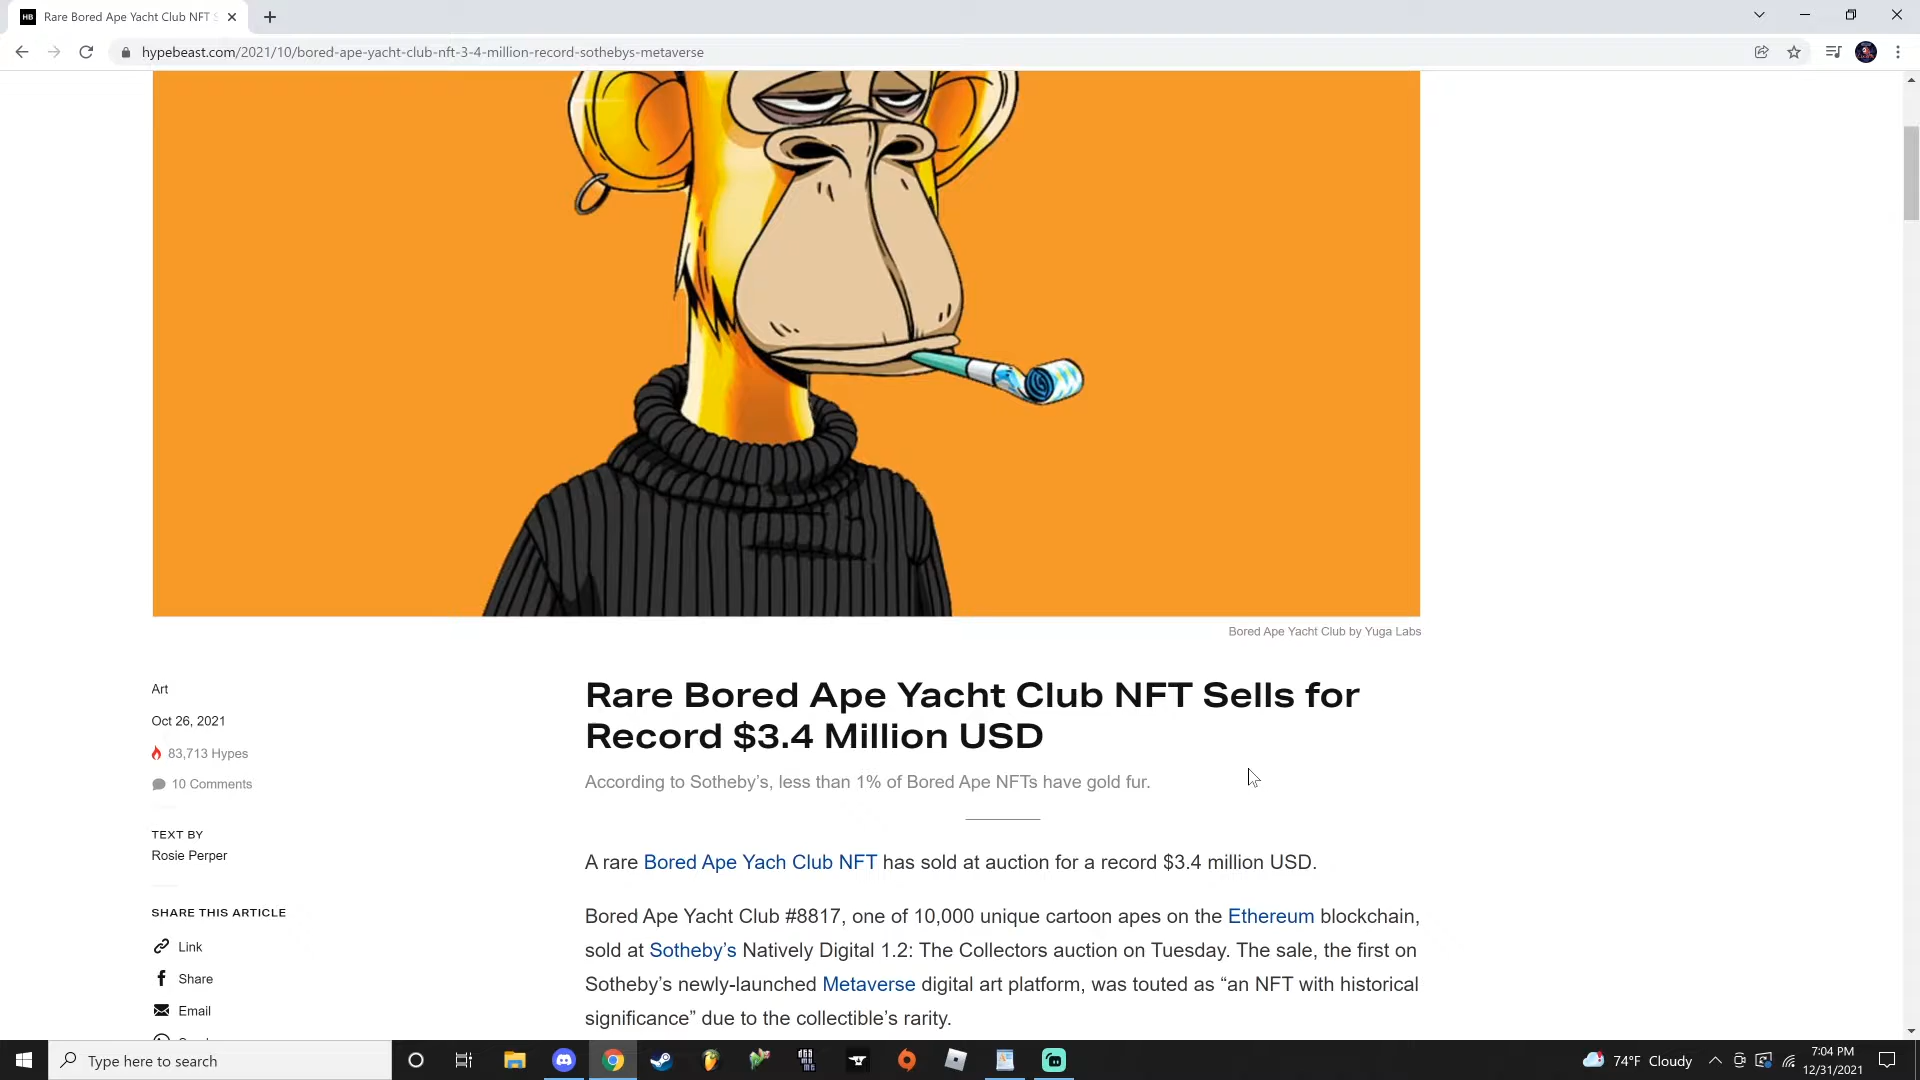 HB
Rare Bored Ape Yacht Club NFT S
hypebeast.com/2021/10/bored-ape-yacht-club-nft-3-4-million-record-sothebys-metaverse
Bored Ape Yacht Club by Yuga Labs
Art
Oct 26, 2021
83,713 Hypes
10 Comments
TEXT BY
Rosie Perper
SHARE THIS ARTICLE
Link
Share
Email
Rare Bored Ape Yacht Club NFT Sells for
Record $3.4 Million USD
According to Sotheby’s, less than 1% of Bored Ape NFTs have gold fur.
A rare Bored Ape Yach Club NFT has sold at auction for a record $3.4 million USD.
Bored Ape Yacht Club #8817, one of 10,000 unique cartoon apes on the Ethereum blockchain,
sold at Sotheby’s Natively Digital 1.2: The Collectors auction on Tuesday. The sale, the first on
Sotheby’s newly-launched Metaverse digital art platform, was touted as “an NFT with historical
significance” due to the collectible’s rarity.
Type here to search
74°F Cloudy
7:04 PM
12/31/2021